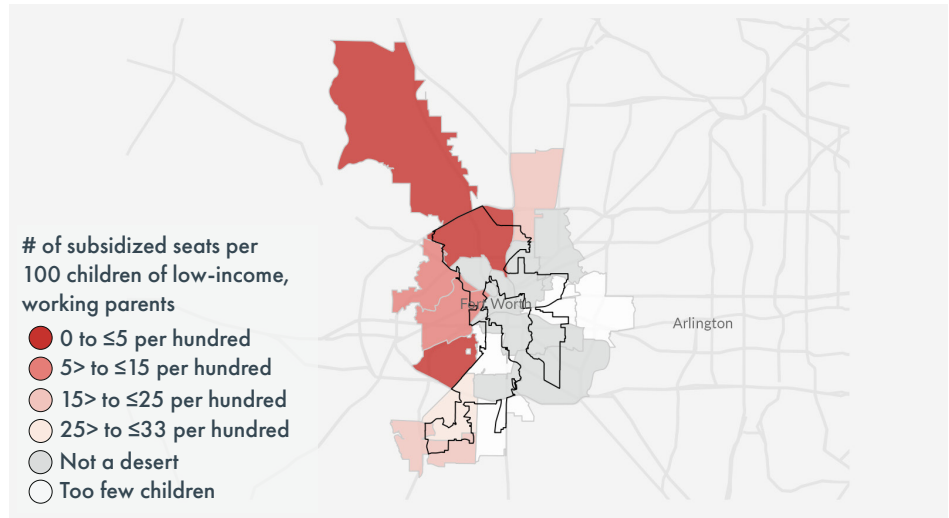 # of subsidized seats per
100 children of low-income,
working parents
0 to ≤5 per hundred
5> to ≤15 per hundred
15> to ≤25 per hundred
25> to ≤33 per hundred
Not a desert
Too few children
Fort Worth
Arlington